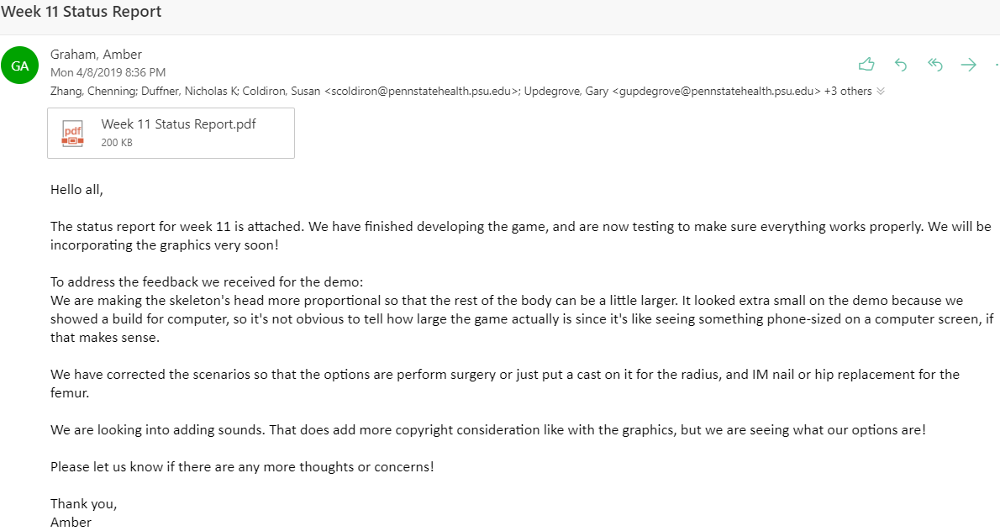 Week 11 Status Report
GA
Graham, Amber
Mon 4/8/2019 8:36 PM
Zhang, Chenning; Duffner, Nicholas K; Coldiron, Susan <scoldiron@pennstatehealth.psu.edu>; Updegrove, Gary <gupdegrove@pennstatehealth.psu.edu> +3 others
pdf
Week 11 Status Report.pdf
200 KB
Hello all,
The status report for week 11 is attached. We have finished developing the game, and are now testing to make sure everything works properly. We will be
incorporating the graphics very soon!
To address the feedback we received for the demo:
We are making the skeleton's head more proportional so that the rest of the body can be a little larger. It looked extra small on the demo because we
showed a build for computer, so it's not obvious to tell how large the game actually is since it's like seeing something phone-sized on a computer screen, if
that makes sense.
We have corrected the scenarios so that the options are perform surgery or just put a cast on it for the radius, and IM nail or hip replacement for the
femur.
We are looking into adding sounds. That does add more copyright consideration like with the graphics, but we are seeing what our options are!
Please let us know if there are any more thoughts or concerns!
Thank you,
Amber